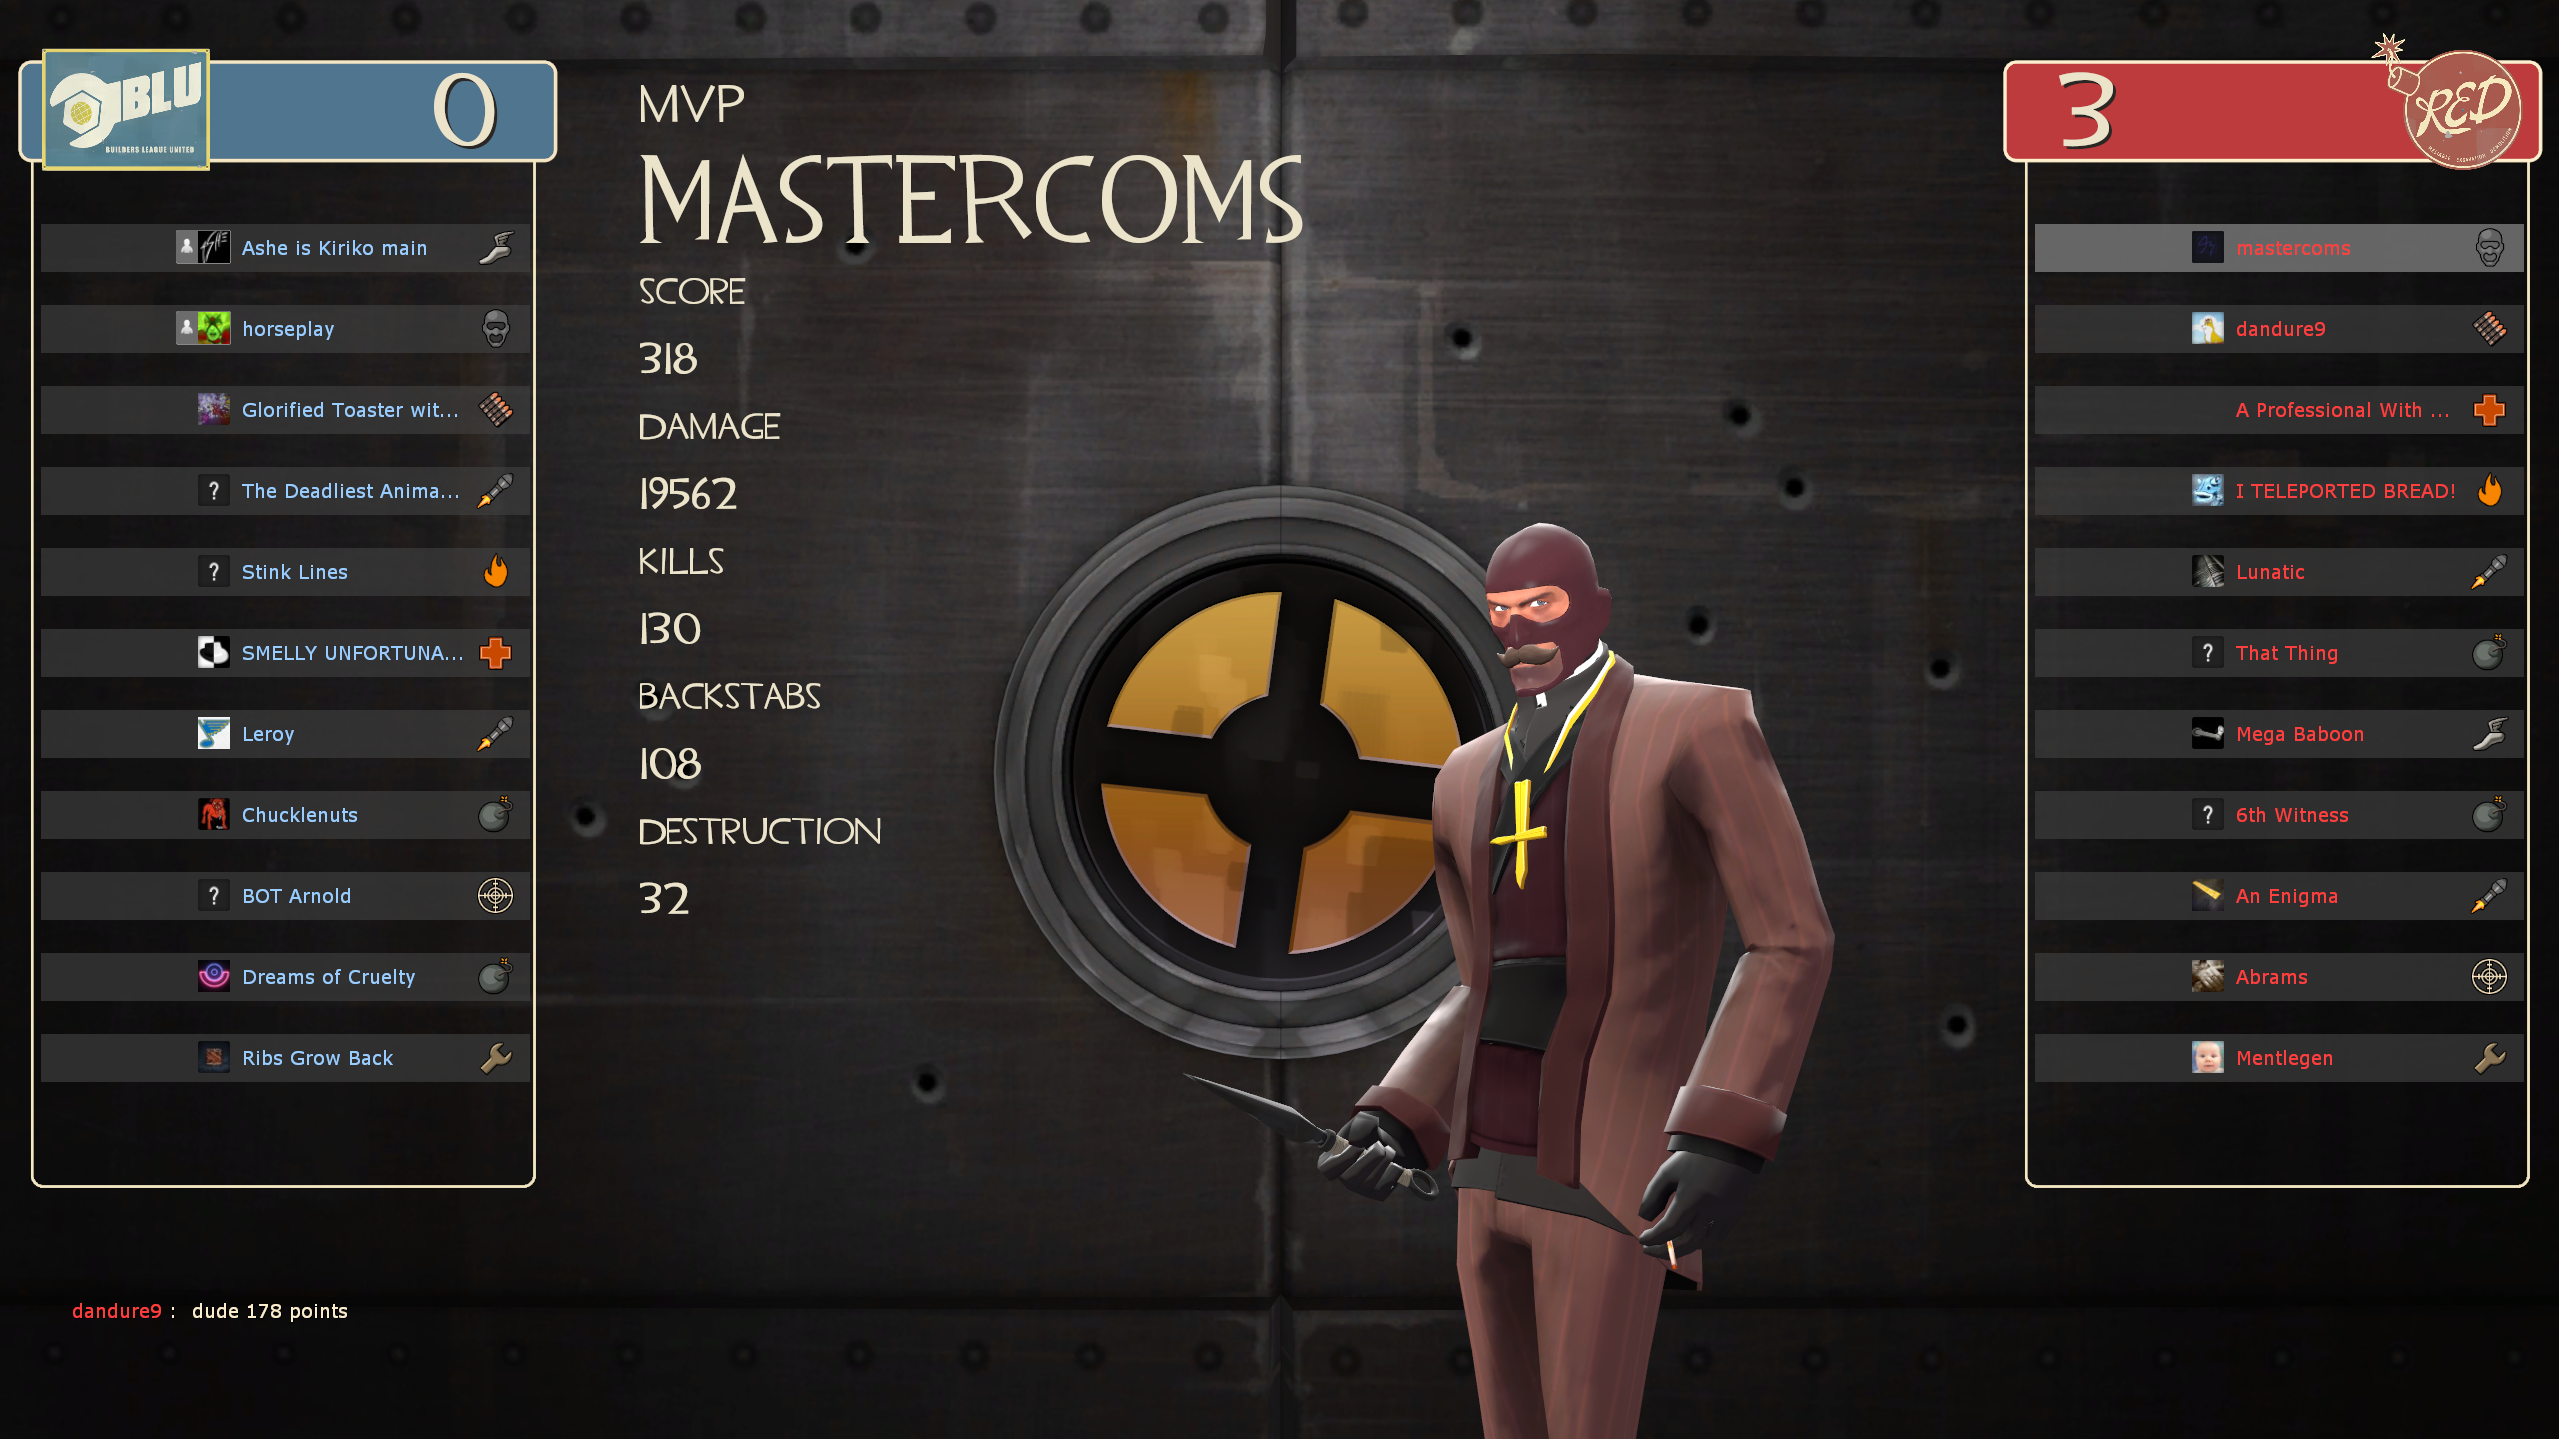 BLU
BUILDERS LEAGUE UNITED
0
Ashe is Kiriko main
horseplay
Glorified Toaster wit...
?
The Deadliest Anima...
?
Stink Lines
SMELLY UNFORTUNA...
Leroy
Chucklenuts
?
BOT Arnold
Dreams of Cruelty
Ribs Grow Back
MVP
MASTERCOMS
SCORE
318
DAMAGE
19562
KILLS
130
BACKSTABS
108
DESTRUCTION
32
3
RED
mastercoms
dandure9
A Professional With ...
I TELEPORTED BREAD!
Lunatic
?
That Thing
Mega Baboon
?
6th Witness
An Enigma
Abrams
Mentlegen
dandure9 : dude 178 points